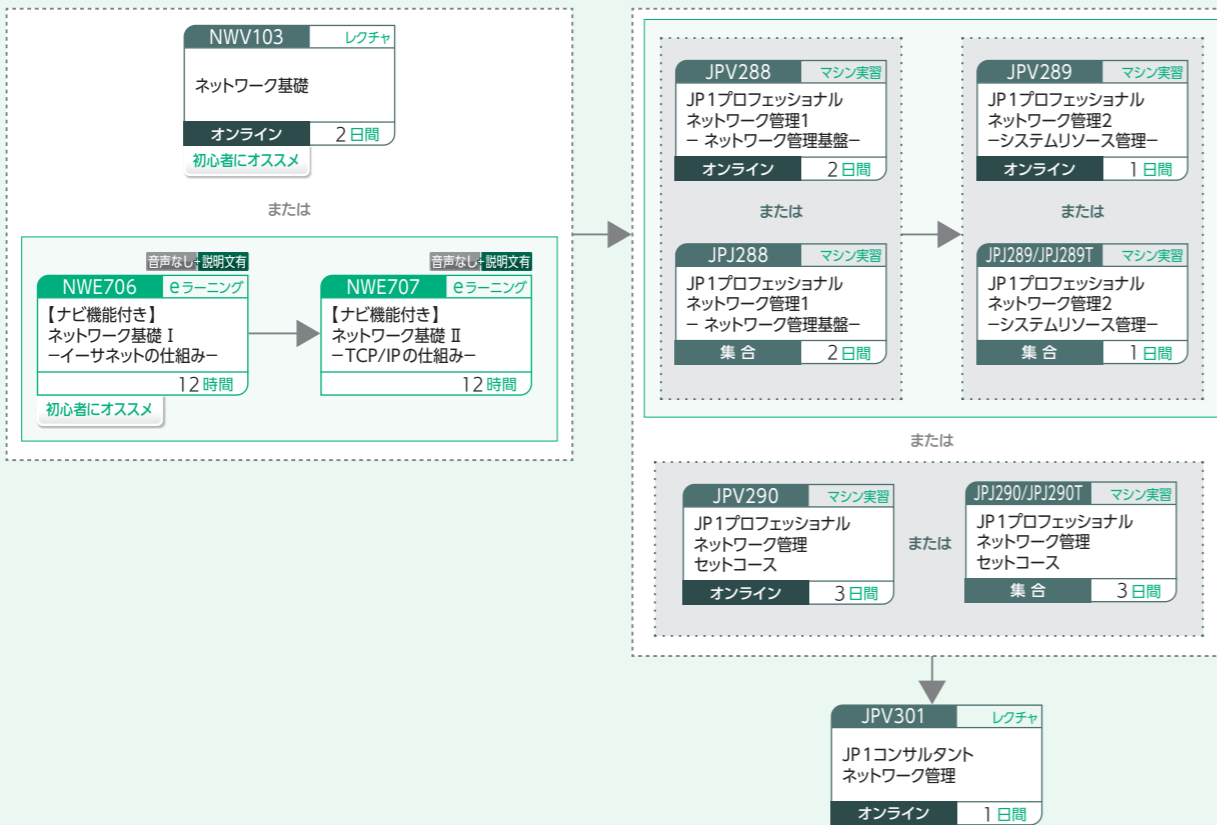 NWV103 レクチャ
ネットワーク基礎
オンライン 2日間
初心者にオススメ
または
音声なし+説明文有
NWE706 eラーニング
【ナビ機能付き】
ネットワーク基礎 Ⅰ
−イーサネットの仕組み−
12時間
初心者にオススメ
音声なし+説明文有
NWE707 eラーニング
【ナビ機能付き】
ネットワーク基礎 Ⅱ
−TCP/IPの仕組み−
12時間
JPV288 マシン実習
JP1プロフェッショナル
ネットワーク管理1
− ネットワーク管理基盤−
オンライン 2日間
または
JPJ288 マシン実習
JP1プロフェッショナル
ネットワーク管理1
− ネットワーク管理基盤−
集 合 2日間
JPV289 マシン実習
JP1プロフェッショナル
ネットワーク管理2
−システムリソース管理−
オンライン 1日間
または
JPJ289/JPJ289T マシン実習
JP1プロフェッショナル
ネットワーク管理2
−システムリソース管理−
集 合 1日間
または
JPV290 マシン実習
JP1プロフェッショナル
ネットワーク管理
セットコース
オンライン 3日間
または
JPJ290/JPJ290T マシン実習
JP1プロフェッショナル
ネットワーク管理
セットコース
集 合 3日間
JPV301 レクチャ
JP1コンサルタント
ネットワーク管理
オンライン 1日間